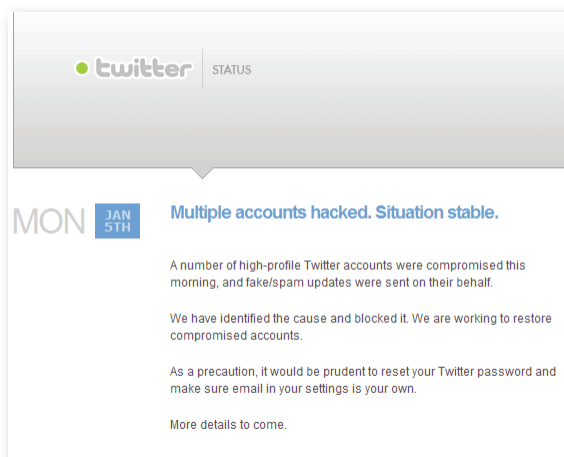 twitter STATUS
MON JAN 5TH
Multiple accounts hacked. Situation stable.
A number of high-profile Twitter accounts were compromised this
morning, and fake/spam updates were sent on their behalf.
We have identified the cause and blocked it. We are working to restore
compromised accounts.
As a precaution, it would be prudent to reset your Twitter password and
make sure email in your settings is your own.
More details to come.